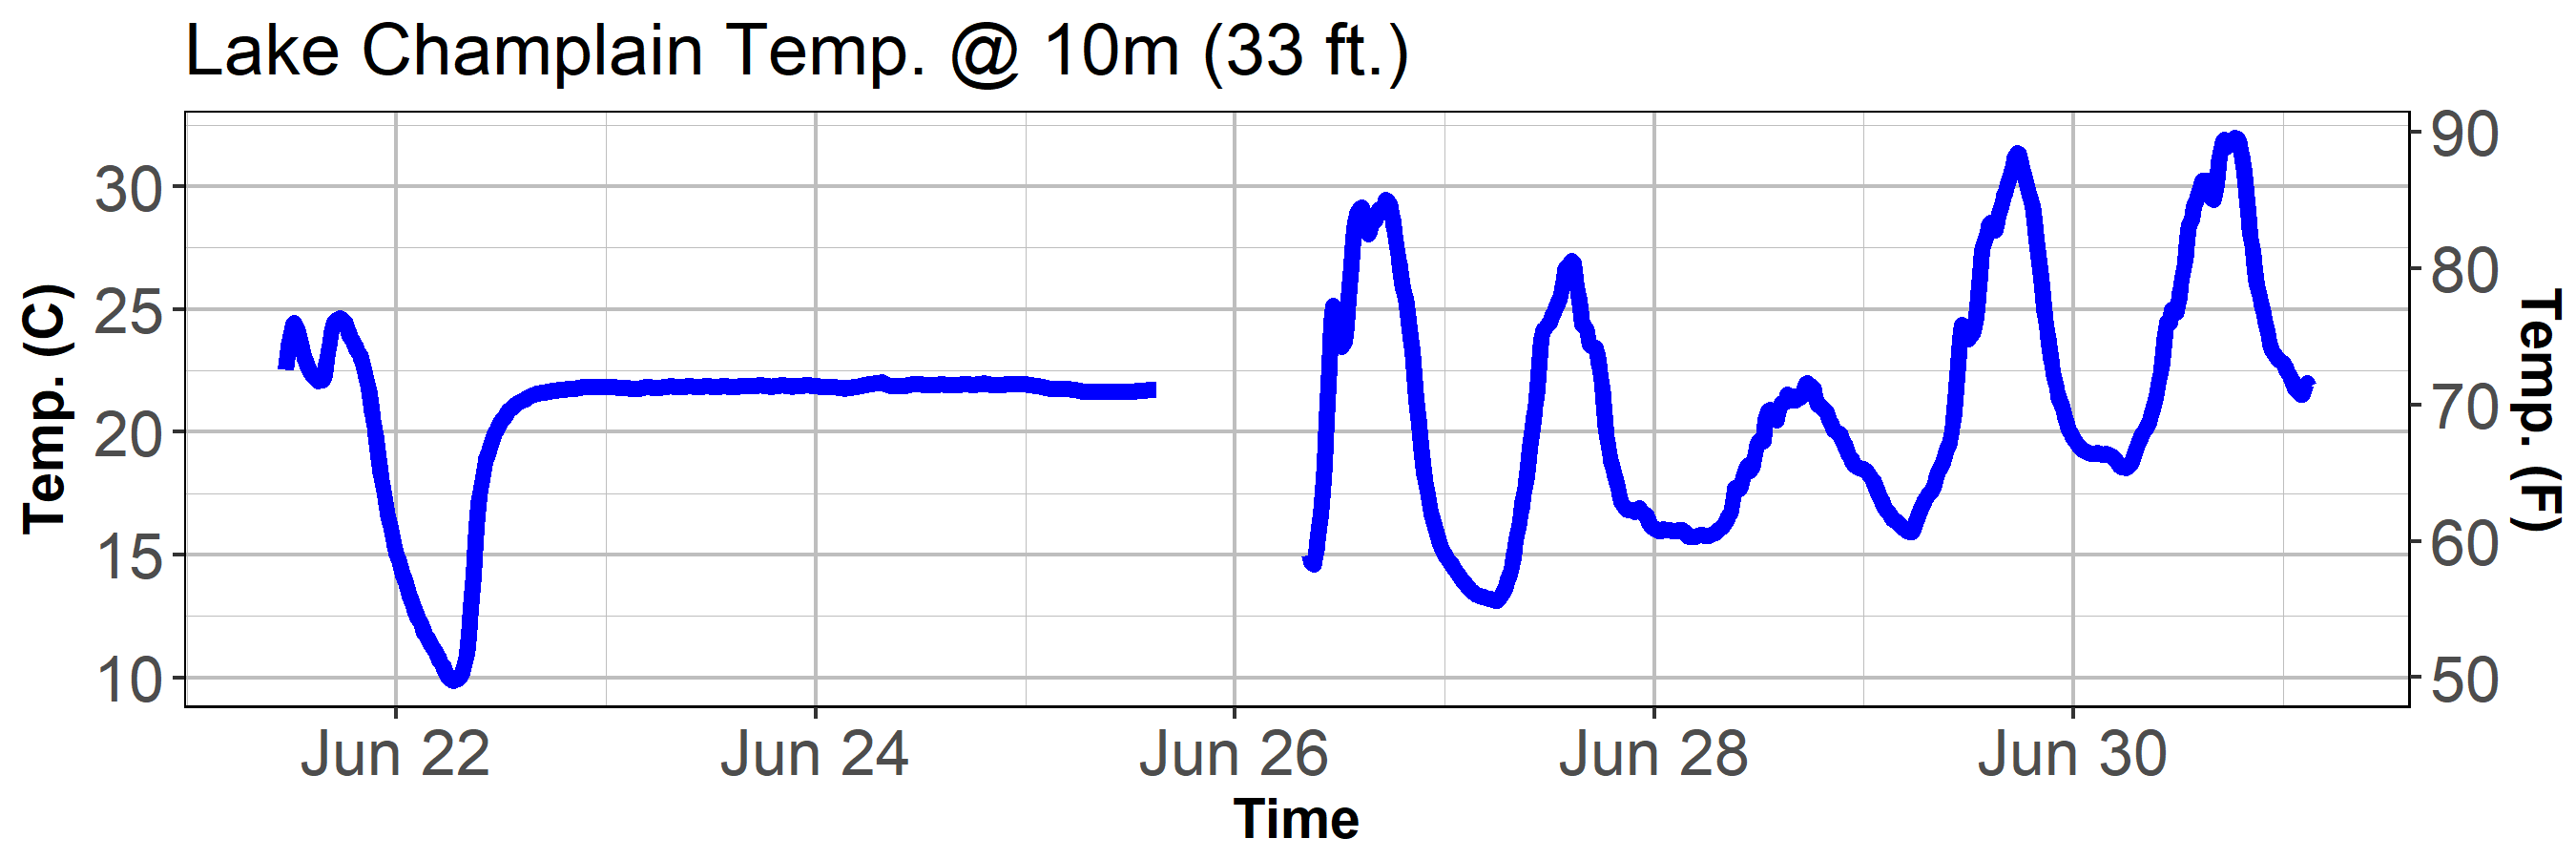 Lake Champlain Temp. @ 10m (33 ft.)
Temp. (C)
30
25
20
15
10
90
80
70
60
50
Temp. (F)
Jun 22
Jun 24
Jun 26
Jun 28
Jun 30
Time